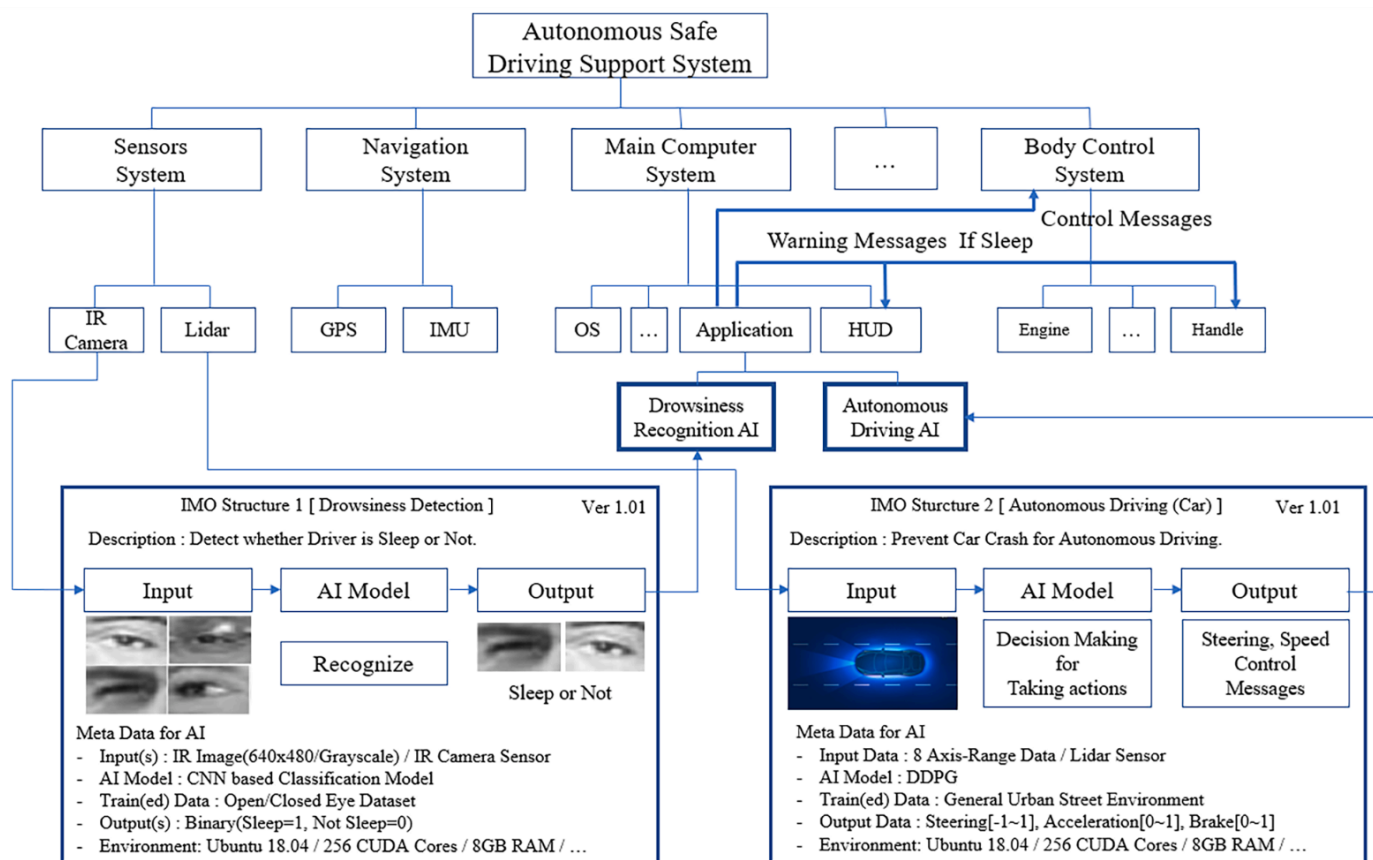 Autonomous Safe
Driving Support System
Sensors
System
Navigation
System
Main Computer
System
…
Body Control
System
Control Messages
Warning Messages If Sleep
IR
Camera
Lidar
GPS
IMU
OS
…
Application
HUD
Engine
…
Handle
Drowsiness
Recognition AI
Autonomous
Driving AI
IMO Structure 1 [ Drowsiness Detection ] Ver 1.01
Description : Detect whether Driver is Sleep or Not.
Input
AI Model
Output
Recognize
Sleep or Not
Meta Data for AI
- Input(s) : IR Image(640x480/Grayscale) / IR Camera Sensor
- AI Model : CNN based Classification Model
- Train(ed) Data : Open/Closed Eye Dataset
- Output(s) : Binary(Sleep=1, Not Sleep=0)
- Environment: Ubuntu 18.04 / 256 CUDA Cores / 8GB RAM / …
IMO Sturcture 2 [ Autonomous Driving (Car) ] Ver 1.01
Description : Prevent Car Crash for Autonomous Driving.
Input
AI Model
Output
Decision Making
for
Taking actions
Steering, Speed
Control
Messages
Meta Data for AI
- Input Data : 8 Axis-Range Data / Lidar Sensor
- AI Model : DDPG
- Train(ed) Data : General Urban Street Environment
- Output Data : Steering[-1~1], Acceleration[0~1], Brake[0~1]
- Environment: Ubuntu 18.04 / 256 CUDA Cores / 8GB RAM / …